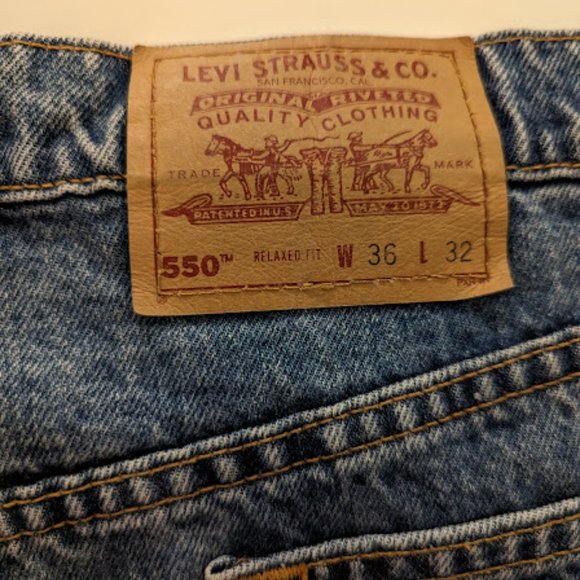 LEVI STRAUSS & CO.
SAN FRANCISCO, CAL
ORIGINAL RIVETED
QUALITY CLOTHING
TRADE MARK
PATENTED IN U.S. MAY 20 1873
550™ RELAXED FIT W 36 L 32